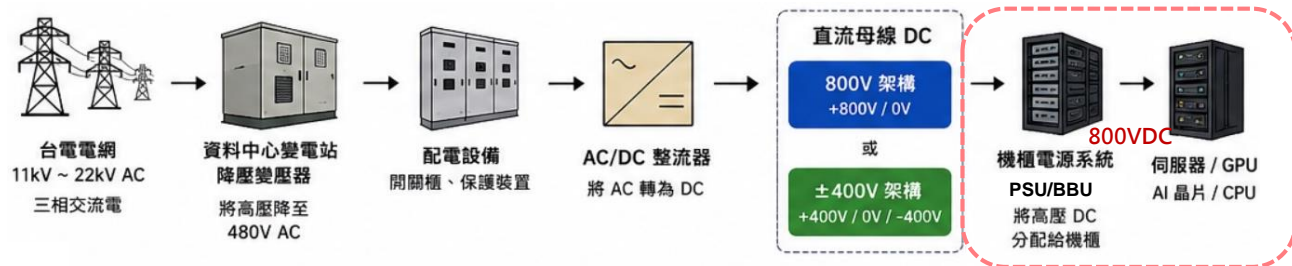 台電電網
11kV ~ 22kV AC
三相交流電
資料中心變電站
降壓變壓器
將高壓降至
480V AC
配電設備
開關櫃、保護裝置
AC/DC 整流器
將 AC 轉為 DC
直流母線 DC
800V 架構
+800V / 0V
或
±400V 架構
+400V / 0V / -400V
機櫃電源系統
PSU/BBU
將高壓 DC
分配給機櫃
800VDC
伺服器 / GPU
AI 晶片 / CPU